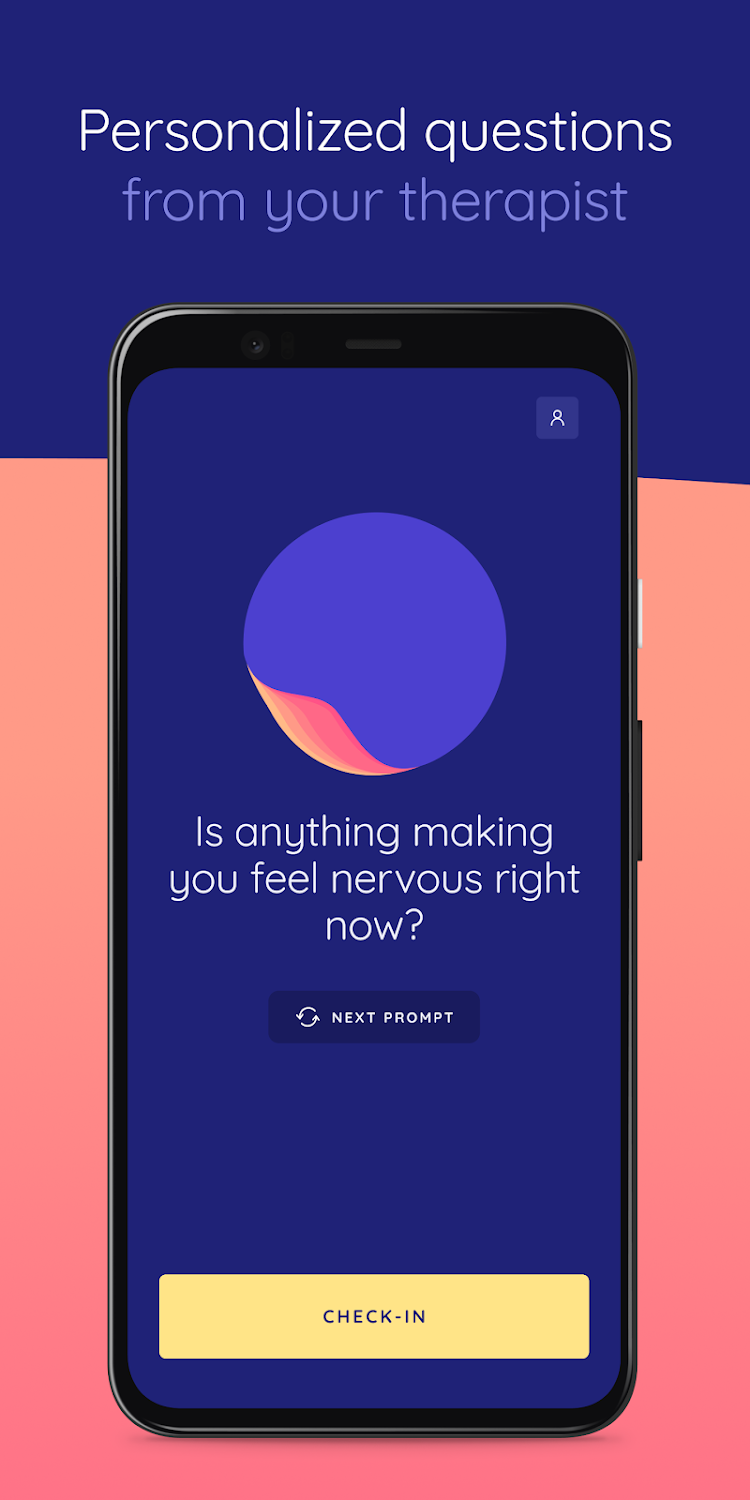 Personalized questions
from your therapist
Is anything making
you feel nervous right
now?
NEXT PROMPT
CHECK-IN